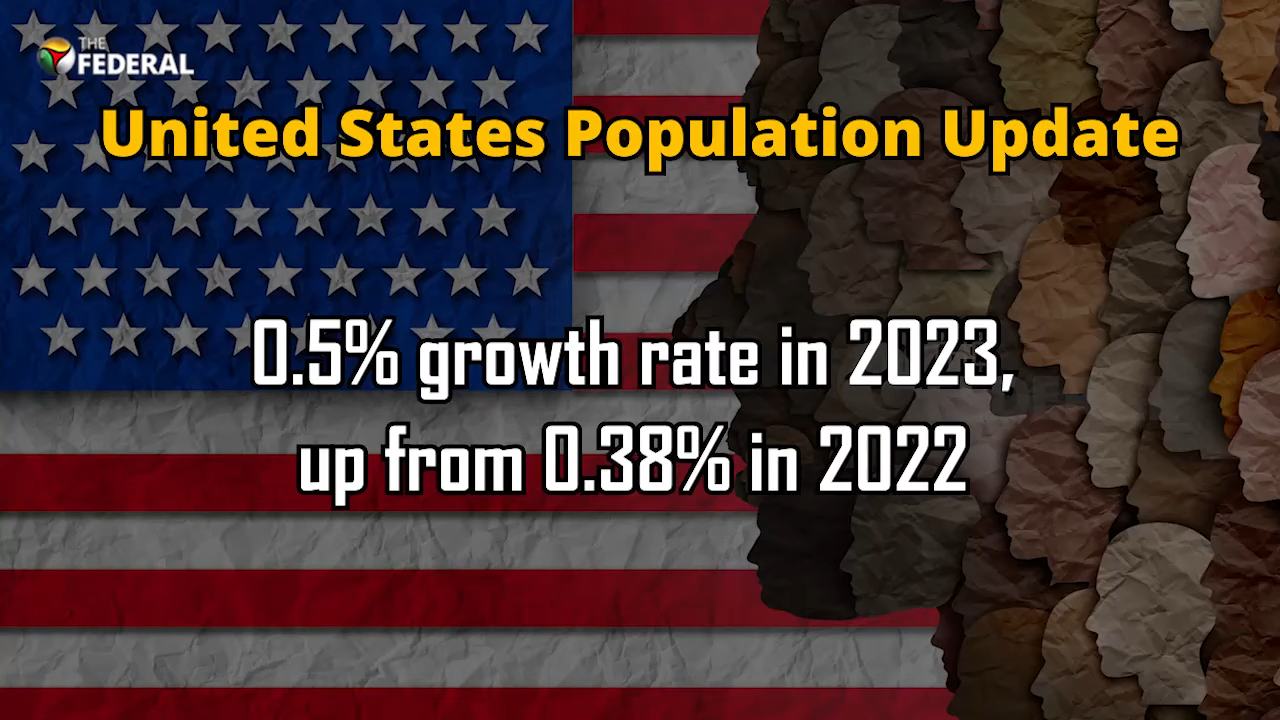 THE
FEDERAL
United States Population Update
0.5% growth rate in 2023,
up from 0.38% in 2022